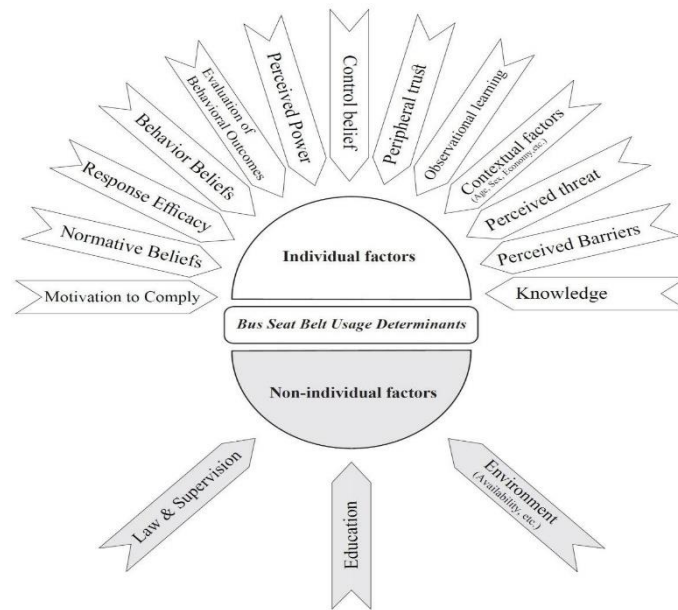 Motivation to Comply
Normative Beliefs
Response Efficacy
Behavior Beliefs
Evaluation of
Behavioral Outcomes
Perceived Power
Control belief
Peripheral trust
Observational learning
Contextual factors
(Age, Sex, Economy,etc.)
Perceived threat
Perceived Barriers
Knowledge
Individual factors
Bus Seat Belt Usage Determinants
Non-individual factors
Law & Supervision
Education
Environment
(Availability, etc.)